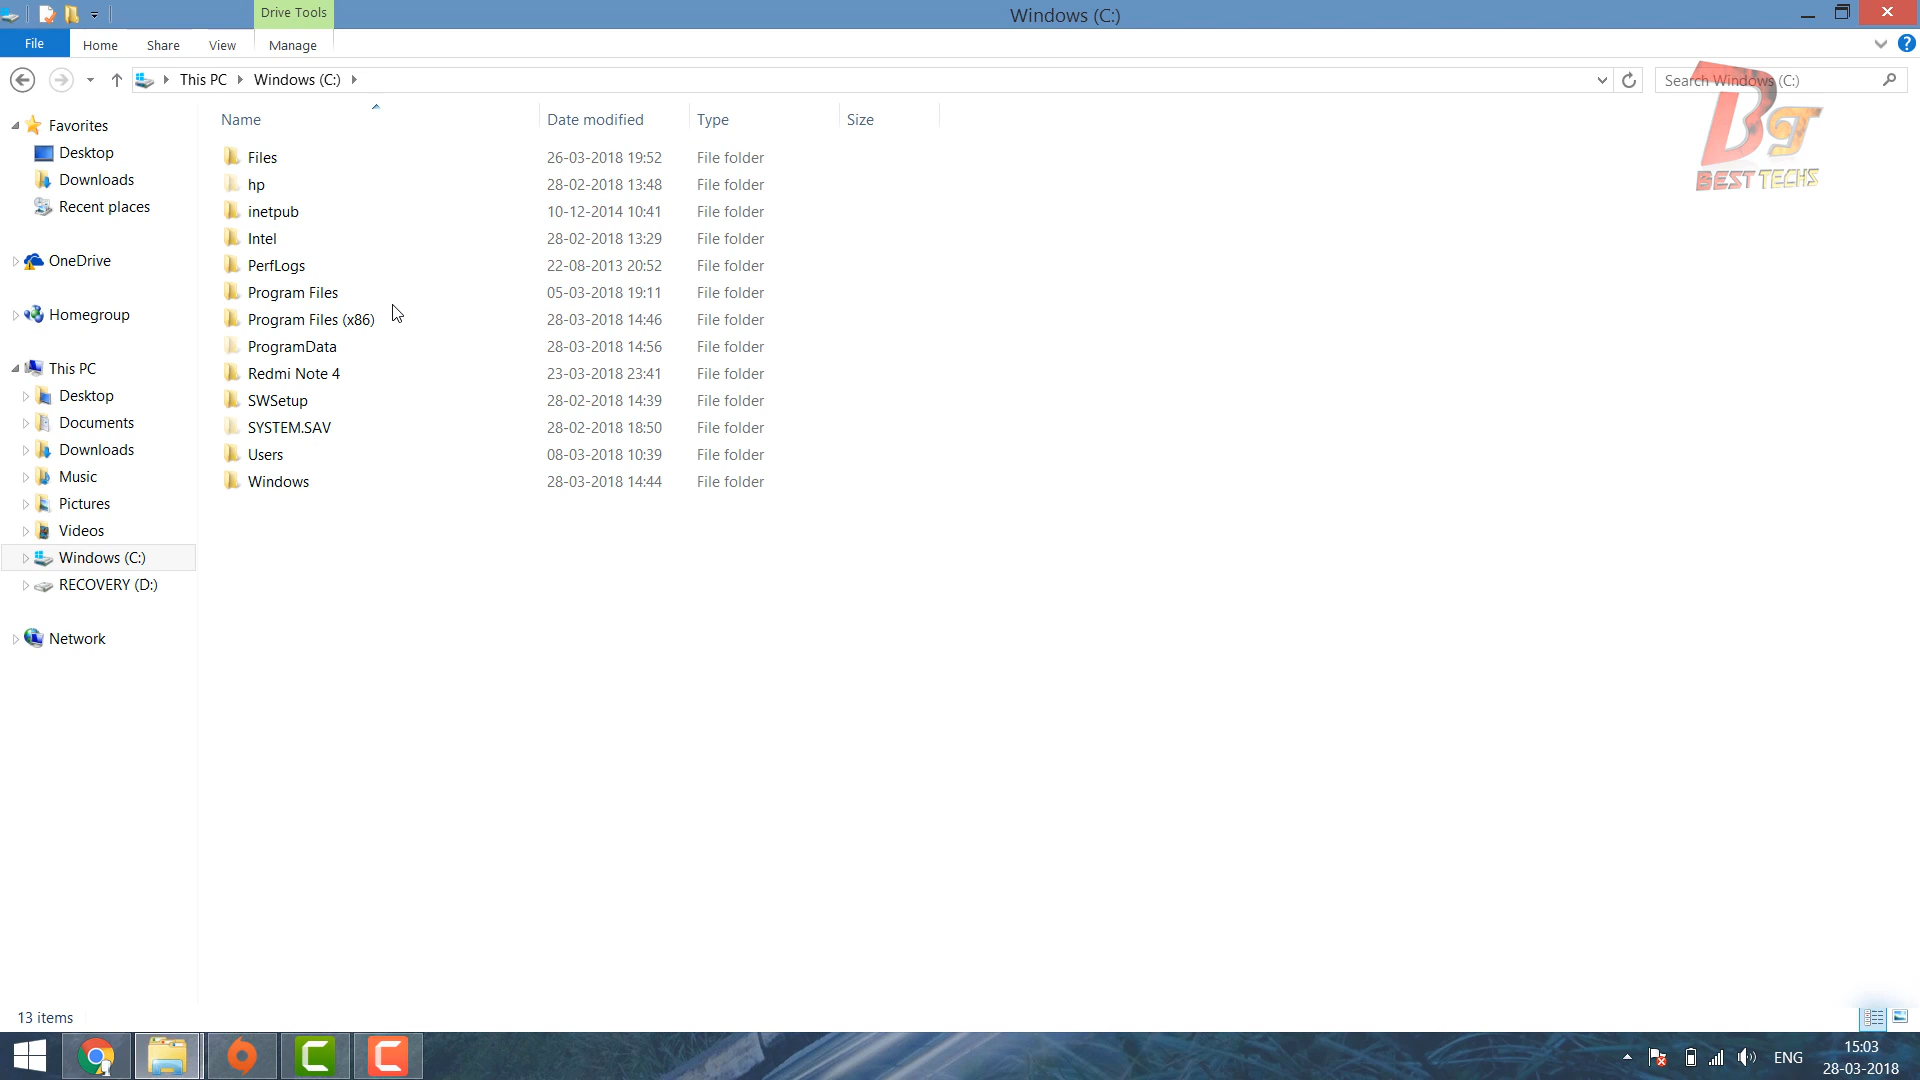 Drive Tools
Windows (C:)
File
Home
Share
View
Manage
This PC
Windows (C:)
Search Windows (C:)
BEST TECHS
Name
Date modified
Type
Size
Favorites
Desktop
Downloads
Recent places
OneDrive
Homegroup
This PC
Desktop
Documents
Downloads
Music
Pictures
Videos
Windows (C:)
RECOVERY (D:)
Network
Files 26-03-2018 19:52 File folder
hp 28-02-2018 13:48 File folder
inetpub 10-12-2014 10:41 File folder
Intel 28-02-2018 13:29 File folder
PerfLogs 22-08-2013 20:52 File folder
Program Files 05-03-2018 19:11 File folder
Program Files (x86) 28-03-2018 14:46 File folder
ProgramData 28-03-2018 14:56 File folder
Redmi Note 4 23-03-2018 23:41 File folder
SWSetup 28-02-2018 14:39 File folder
SYSTEM.SAV 28-02-2018 18:50 File folder
Users 08-03-2018 10:39 File folder
Windows 28-03-2018 14:44 File folder
13 items
ENG
15:03
28-03-2018